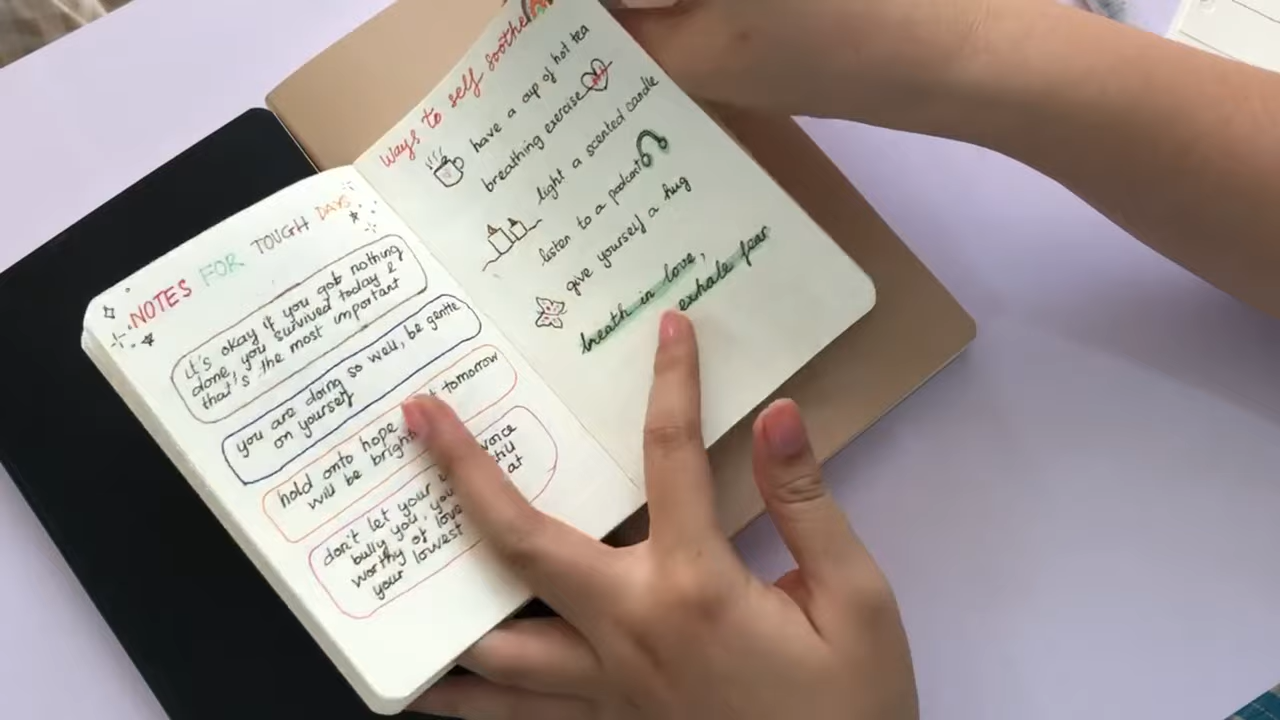 NOTES FOR TOUGH DAYS
it's okay if you got nothing
done, you survived today &
that's the most important
you are doing so well, be gentle
on yourself
hold onto hope tomorrow
will be bright
don't let your voice
bully you, you still
worthy of love at
your lowest
Ways to self soothe
have a cup of hot tea
breathing exercise
light a scented candle
listen to a podcast
give yourself a hug
breath in love,
exhale fear